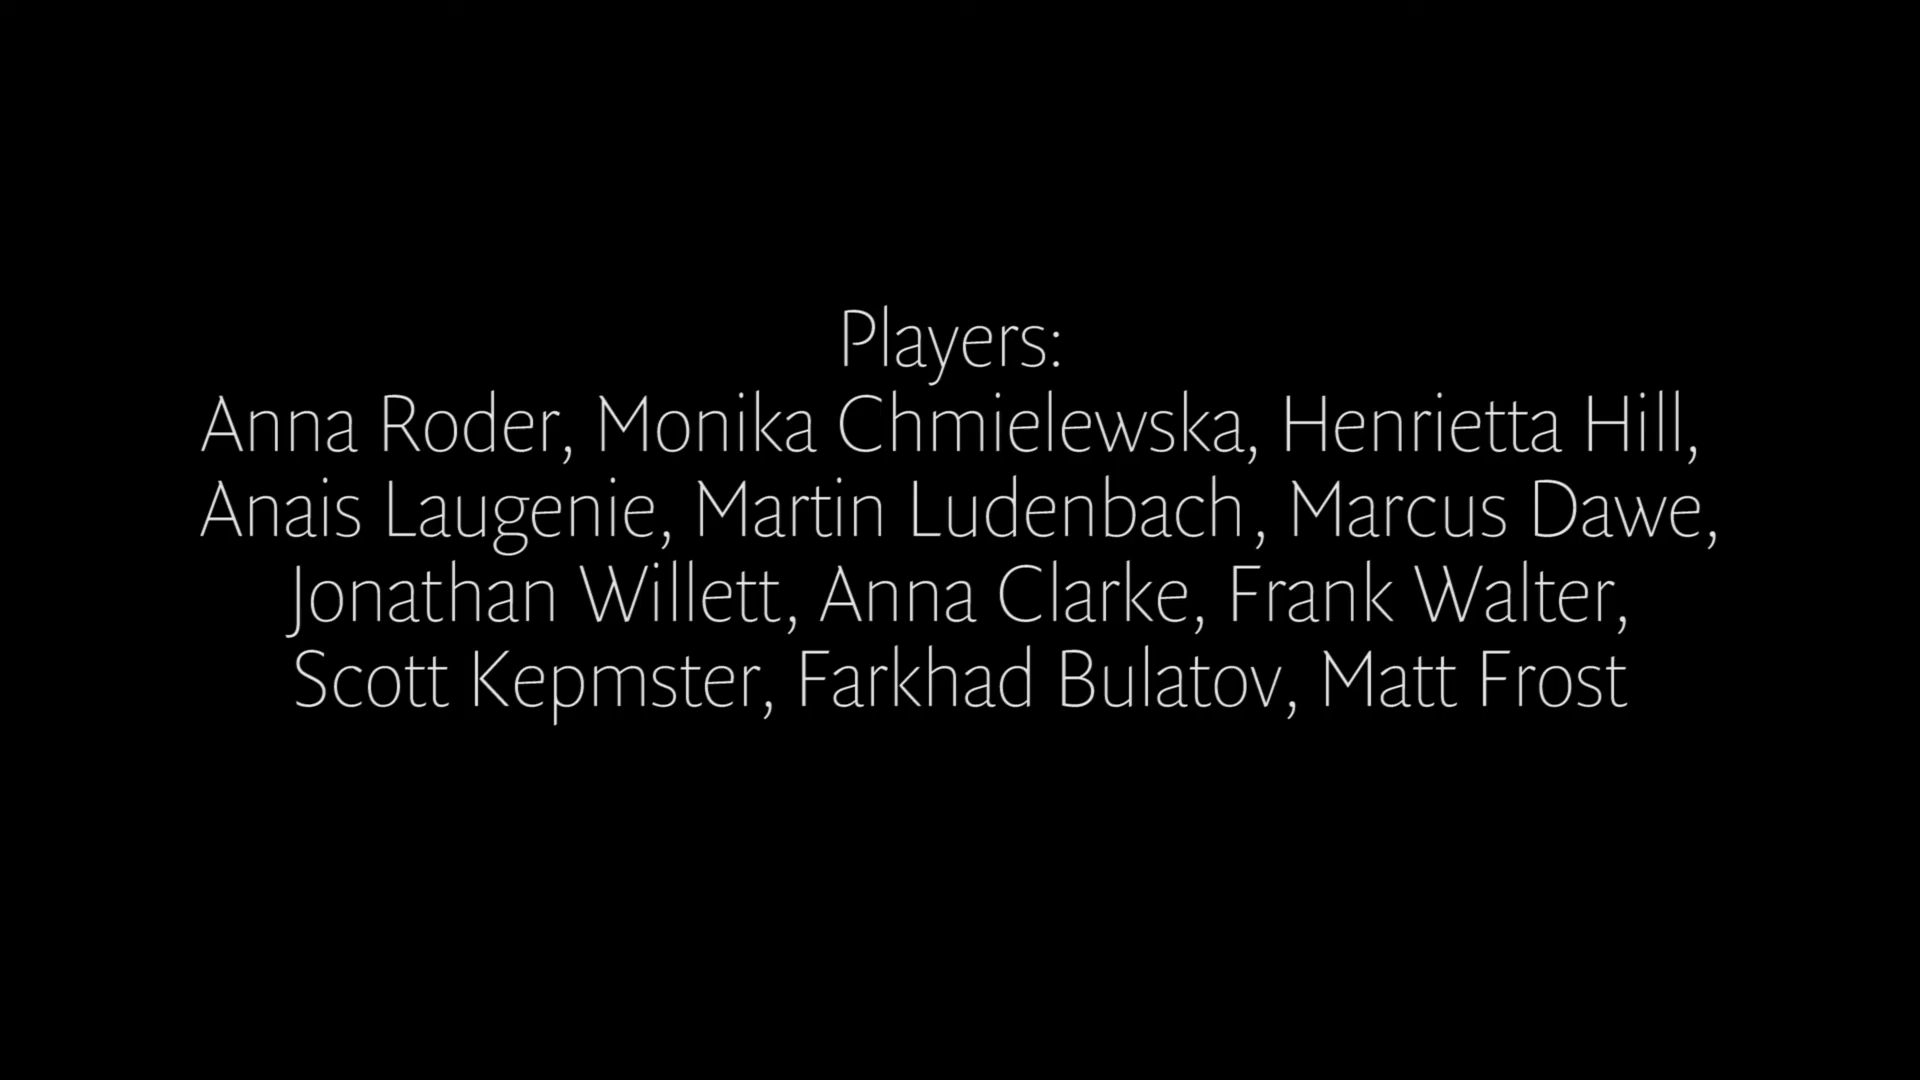 Players:
Anna Roder, Monika Chmielewska, Henrietta Hill,
Anais Laugenie, Martin Ludenbach, Marcus Dawe,
Jonathan Willett, Anna Clarke, Frank Walter,
Scott Kepmster, Farkhad Bulatov, Matt Frost